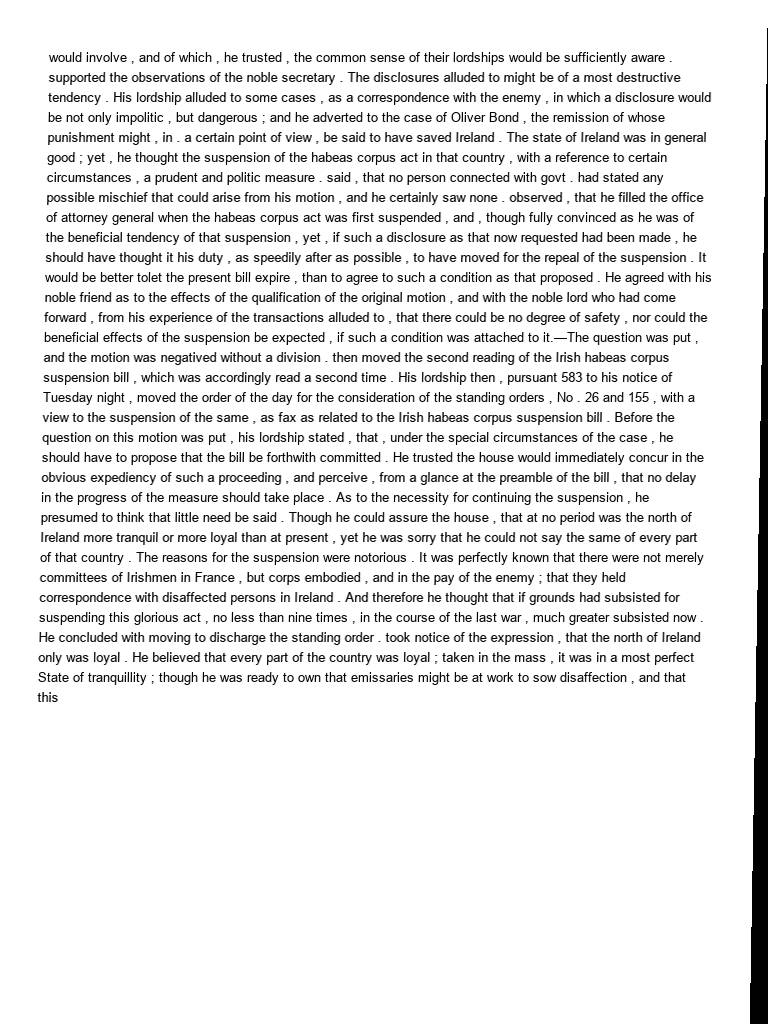 would involve , and of which , he trusted , the common sense of their lordships would be sufficiently aware .
supported the observations of the noble secretary . The disclosures alluded to might be of a most destructive
tendency . His lordship alluded to some cases , as a correspondence with the enemy , in which a disclosure would
be not only impolitic , but dangerous ; and he adverted to the case of Oliver Bond , the remission of whose
punishment might , in . a certain point of view , be said to have saved Ireland . The state of Ireland was in general
good ; yet , he thought the suspension of the habeas corpus act in that country , with a reference to certain
circumstances , a prudent and politic measure . said , that no person connected with govt . had stated any
possible mischief that could arise from his motion , and he certainly saw none . observed , that he filled the office
of attorney general when the habeas corpus act was first suspended , and , though fully convinced as he was of
the beneficial tendency of that suspension , yet , if such a disclosure as that now requested had been made , he
should have thought it his duty , as speedily after as possible , to have moved for the repeal of the suspension . It
would be better tolet the present bill expire , than to agree to such a condition as that proposed . He agreed with his
noble friend as to the effects of the qualification of the original motion , and with the noble lord who had come
forward , from his experience of the transactions alluded to , that there could be no degree of safety , nor could the
beneficial effects of the suspension be expected , if such a condition was attached to it.—The question was put ,
and the motion was negatived without a division . then moved the second reading of the Irish habeas corpus
suspension bill , which was accordingly read a second time . His lordship then , pursuant 583 to his notice of
Tuesday night , moved the order of the day for the consideration of the standing orders , No . 26 and 155 , with a
view to the suspension of the same , as fax as related to the Irish habeas corpus suspension bill . Before the
question on this motion was put , his lordship stated , that , under the special circumstances of the case , he
should have to propose that the bill be forthwith committed . He trusted the house would immediately concur in the
obvious expediency of such a proceeding , and perceive , from a glance at the preamble of the bill , that no delay
in the progress of the measure should take place . As to the necessity for continuing the suspension , he
presumed to think that little need be said . Though he could assure the house , that at no period was the north of
Ireland more tranquil or more loyal than at present , yet he was sorry that he could not say the same of every part
of that country . The reasons for the suspension were notorious . It was perfectly known that there were not merely
committees of Irishmen in France , but corps embodied , and in the pay of the enemy ; that they held
correspondence with disaffected persons in Ireland . And therefore he thought that if grounds had subsisted for
suspending this glorious act , no less than nine times , in the course of the last war , much greater subsisted now .
He concluded with moving to discharge the standing order . took notice of the expression , that the north of Ireland
only was loyal . He believed that every part of the country was loyal ; taken in the mass , it was in a most perfect
State of tranquillity ; though he was ready to own that emissaries might be at work to sow disaffection , and that
this